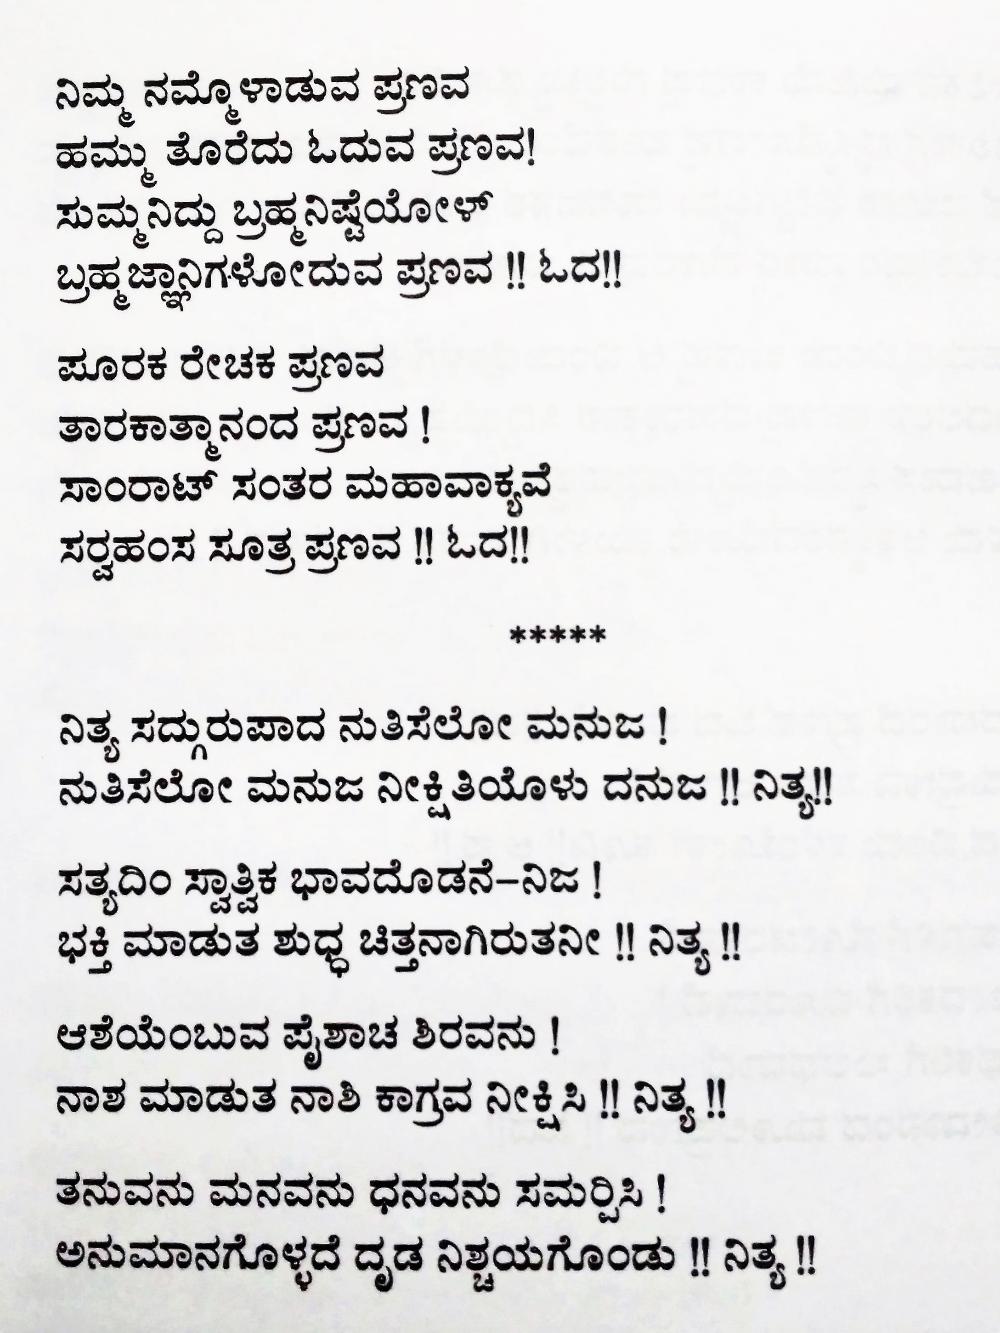 ನಿಮ್ಮ ನಮ್ಮೊಳಾಡುವ ಪ್ರಣವ
ಹಮ್ಮು ತೊರೆದು ಓದುವ ಪ್ರಣವ!
ಸುಮ್ಮನಿದ್ದು ಬ್ರಹ್ಮನಿಷ್ಟೆಯೋಳ್
ಬ್ರಹ್ಮಜ್ಞಾನಿಗಳೋದುವ ಪ್ರಣವ !! ಓದ!!
ಪೂರಕ ರೇಚಕ ಪ್ರಣವ
ತಾರಕಾತ್ಮಾನಂದ ಪ್ರಣವ !
ಸಾಂರಾಟ್ ಸಂತರ ಮಹಾವಾಕ್ಯವೆ
ಸರ‍್ವಹಂಸ ಸೂತ್ರ ಪ್ರಣವ !! ಓದ!!
*****
ನಿತ್ಯ ಸದ್ಗುರುಪಾದ ನುತಿಸೆಲೋ ಮನುಜ !
ನುತಿಸೆಲೋ ಮನುಜ ನೀಕ್ಷಿತಿಯೊಳು ದನುಜ !! ನಿತ್ಯ!!
ಸತ್ಯದಿಂ ಸ್ವಾತ್ವಿಕ ಭಾವದೊಡನೆ-ನಿಜ !
ಭಕ್ತಿ ಮಾಡುತ ಶುದ್ಧ ಚಿತ್ತನಾಗಿರುತನೀ !! ನಿತ್ಯ !!
ಆಶೆಯೆಂಬುವ ಪೈಶಾಚ ಶಿರವನು !
ನಾಶ ಮಾಡುತ ನಾಶಿ ಕಾಗ್ರವ ನೀಕ್ಷಿಸಿ !! ನಿತ್ಯ !!
ತನುವನು ಮನವನು ಧನವನು ಸಮರ‍್ಪಿಸಿ !
ಅನುಮಾನಗೊಳ್ಳದೆ ದೃಡ ನಿಶ್ಚಯಗೊಂಡು !! ನಿತ್ಯ !!